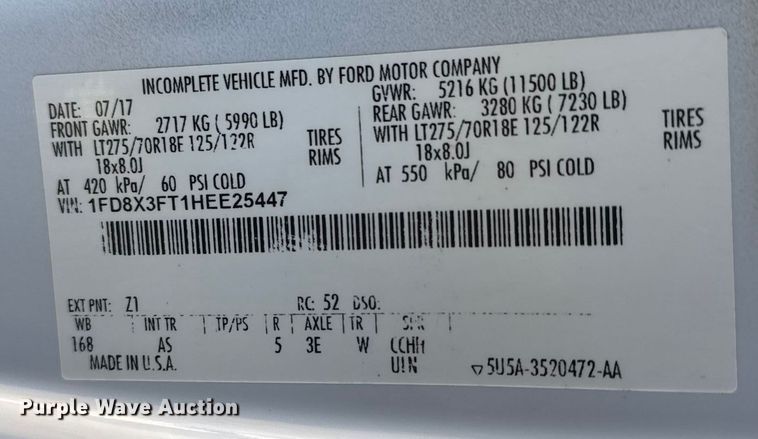 INCOMPLETE VEHICLE MFD. BY FORD MOTOR COMPANY
DATE: 07/17 GVWR: 5216 KG (11500 LB)
FRONT GAWR: 2717 KG ( 5990 LB) REAR GAWR: 3280 KG ( 7230 LB)
WITH LT275/70R18E 125/122R TIRES WITH LT275/70R18E 125/122R TIRES
18x8.0J RIMS 18x8.0J RIMS
AT 420 kPa/ 60 PSI COLD AT 550 kPa/ 80 PSI COLD
VIN: 1FD8X3FT1HEE25447
EXT PNT: Z1 RC: 52 DSO:
WB INT TR TP/PS R AXLE TR SPR
168 AS 5 3E W
MADE IN U.S.A. 5U5A-3520472-AA
Purple Wave Auction